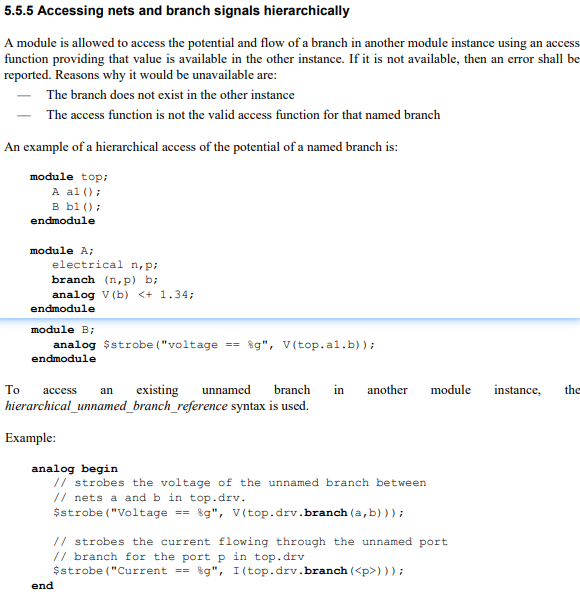 5.5.5 Accessing nets and branch signals hierarchically
A module is allowed to access the potential and flow of a branch in another module instance using an access
function providing that value is available in the other instance. If it is not available, then an error shall be
reported. Reasons why it would be unavailable are:
— The branch does not exist in the other instance
— The access function is not the valid access function for that named branch
An example of a hierarchical access of the potential of a named branch is:
module top;
A a1();
B b1();
endmodule
module A;
electrical n,p;
branch (n,p) b;
analog V(b) <+ 1.34;
endmodule
module B;
analog $strobe("voltage == %g", V(top.a1.b));
endmodule
To access an existing unnamed branch in another module instance, the
hierarchical_unnamed_branch_reference syntax is used.
Example:
analog begin
// strobes the voltage of the unnamed branch between
// nets a and b in top.drv.
$strobe("Voltage == %g", V(top.drv.branch(a,b)));
// strobes the current flowing through the unnamed port
// branch for the port p in top.drv
$strobe("Current == %g", I(top.drv.branch(<p>)));
end